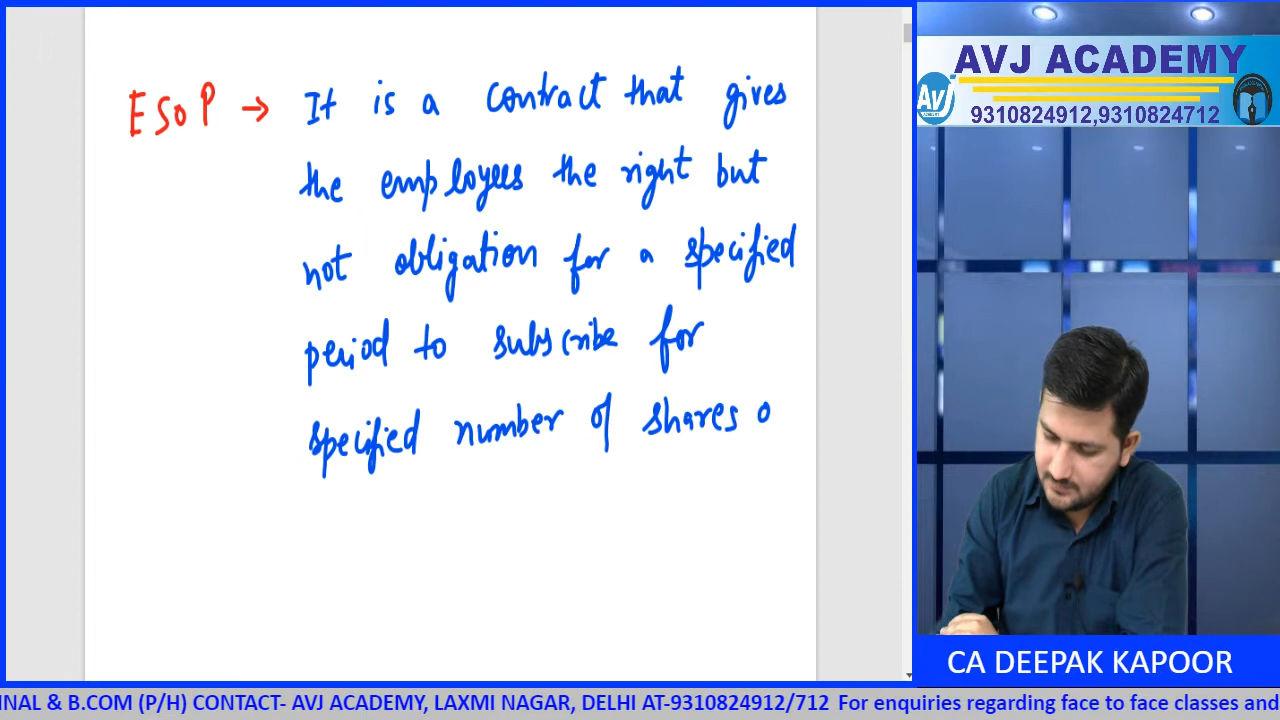 ESOP → It is a contract that gives
the employees the right but
not obligation for a specified
period to subscribe for
specified number of shares o
AVJ ACADEMY
AVJ
9310824912,9310824712
CA DEEPAK KAPOOR
INAL & B.COM (P/H) CONTACT- AVJ ACADEMY, LAXMI NAGAR, DELHI AT-9310824912/712 For enquiries regarding face to face classes and